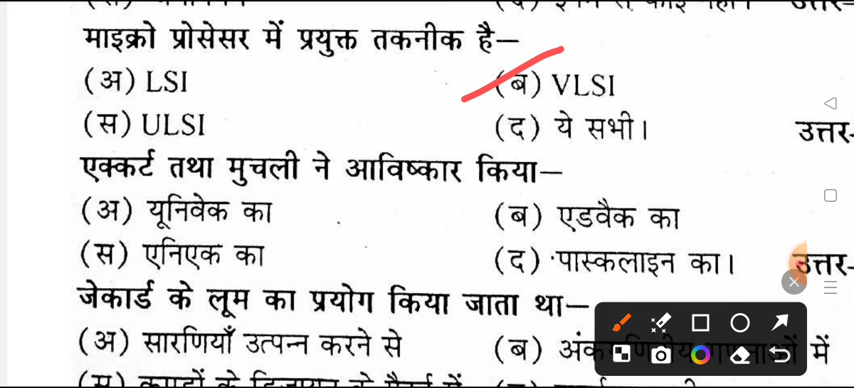 माइक्रो प्रोसेसर में प्रयुक्त तकनीक है–
(अ) LSI (ब) VLSI
(स) ULSI (द) ये सभी। उत्तर-
एक्कर्ट तथा मुचली ने आविष्कार किया–
(अ) यूनिवेक का (ब) एडवैक का
(स) एनिएक का (द) पास्कलाइन का। उत्तर-
जेकार्ड के लूम का प्रयोग किया जाता था–
(अ) सारणियाँ उत्पन्न करने से (ब) में